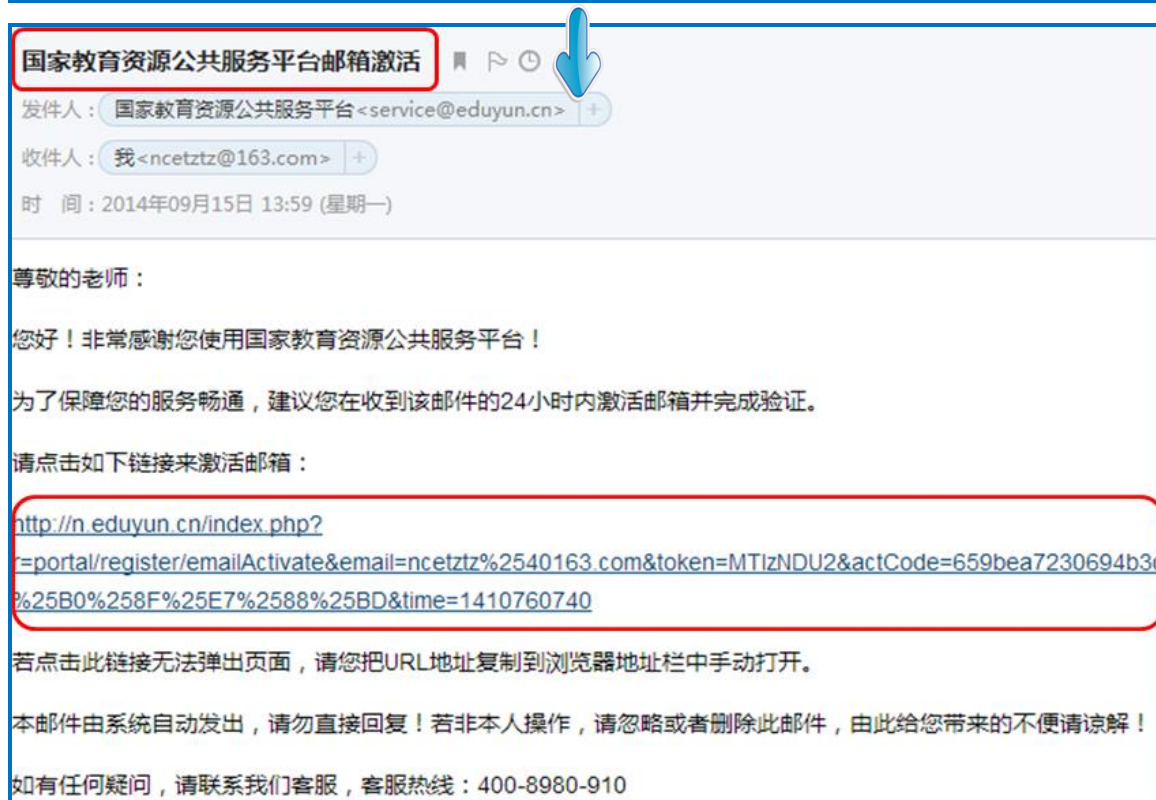 国家教育资源公共服务平台邮箱激活
发件人：国家教育资源公共服务平台<service@eduyun.cn> +
收件人：我<ncetztz@163.com> +
时 间：2014年09月15日 13:59 (星期一)
尊敬的老师：
您好！非常感谢您使用国家教育资源公共服务平台！
为了保障您的服务畅通，建议您在收到该邮件的24小时内激活邮箱并完成验证。
请点击如下链接来激活邮箱：
http://n.eduyun.cn/index.php?
r=portal/register/emailActivate&email=ncetztz%2540163.com&token=MTIzNDU2&actCode=659bea7230694b3
%25B0%258F%25E7%2588%25BD&time=1410760740
若点击此链接无法弹出页面，请您把URL地址复制到浏览器地址栏中手动打开。
本邮件由系统自动发出，请勿直接回复！若非本人操作，请忽略或者删除此邮件，由此给您带来的不便请谅解！
如有任何疑问，请联系我们客服，客服热线：400-8980-910